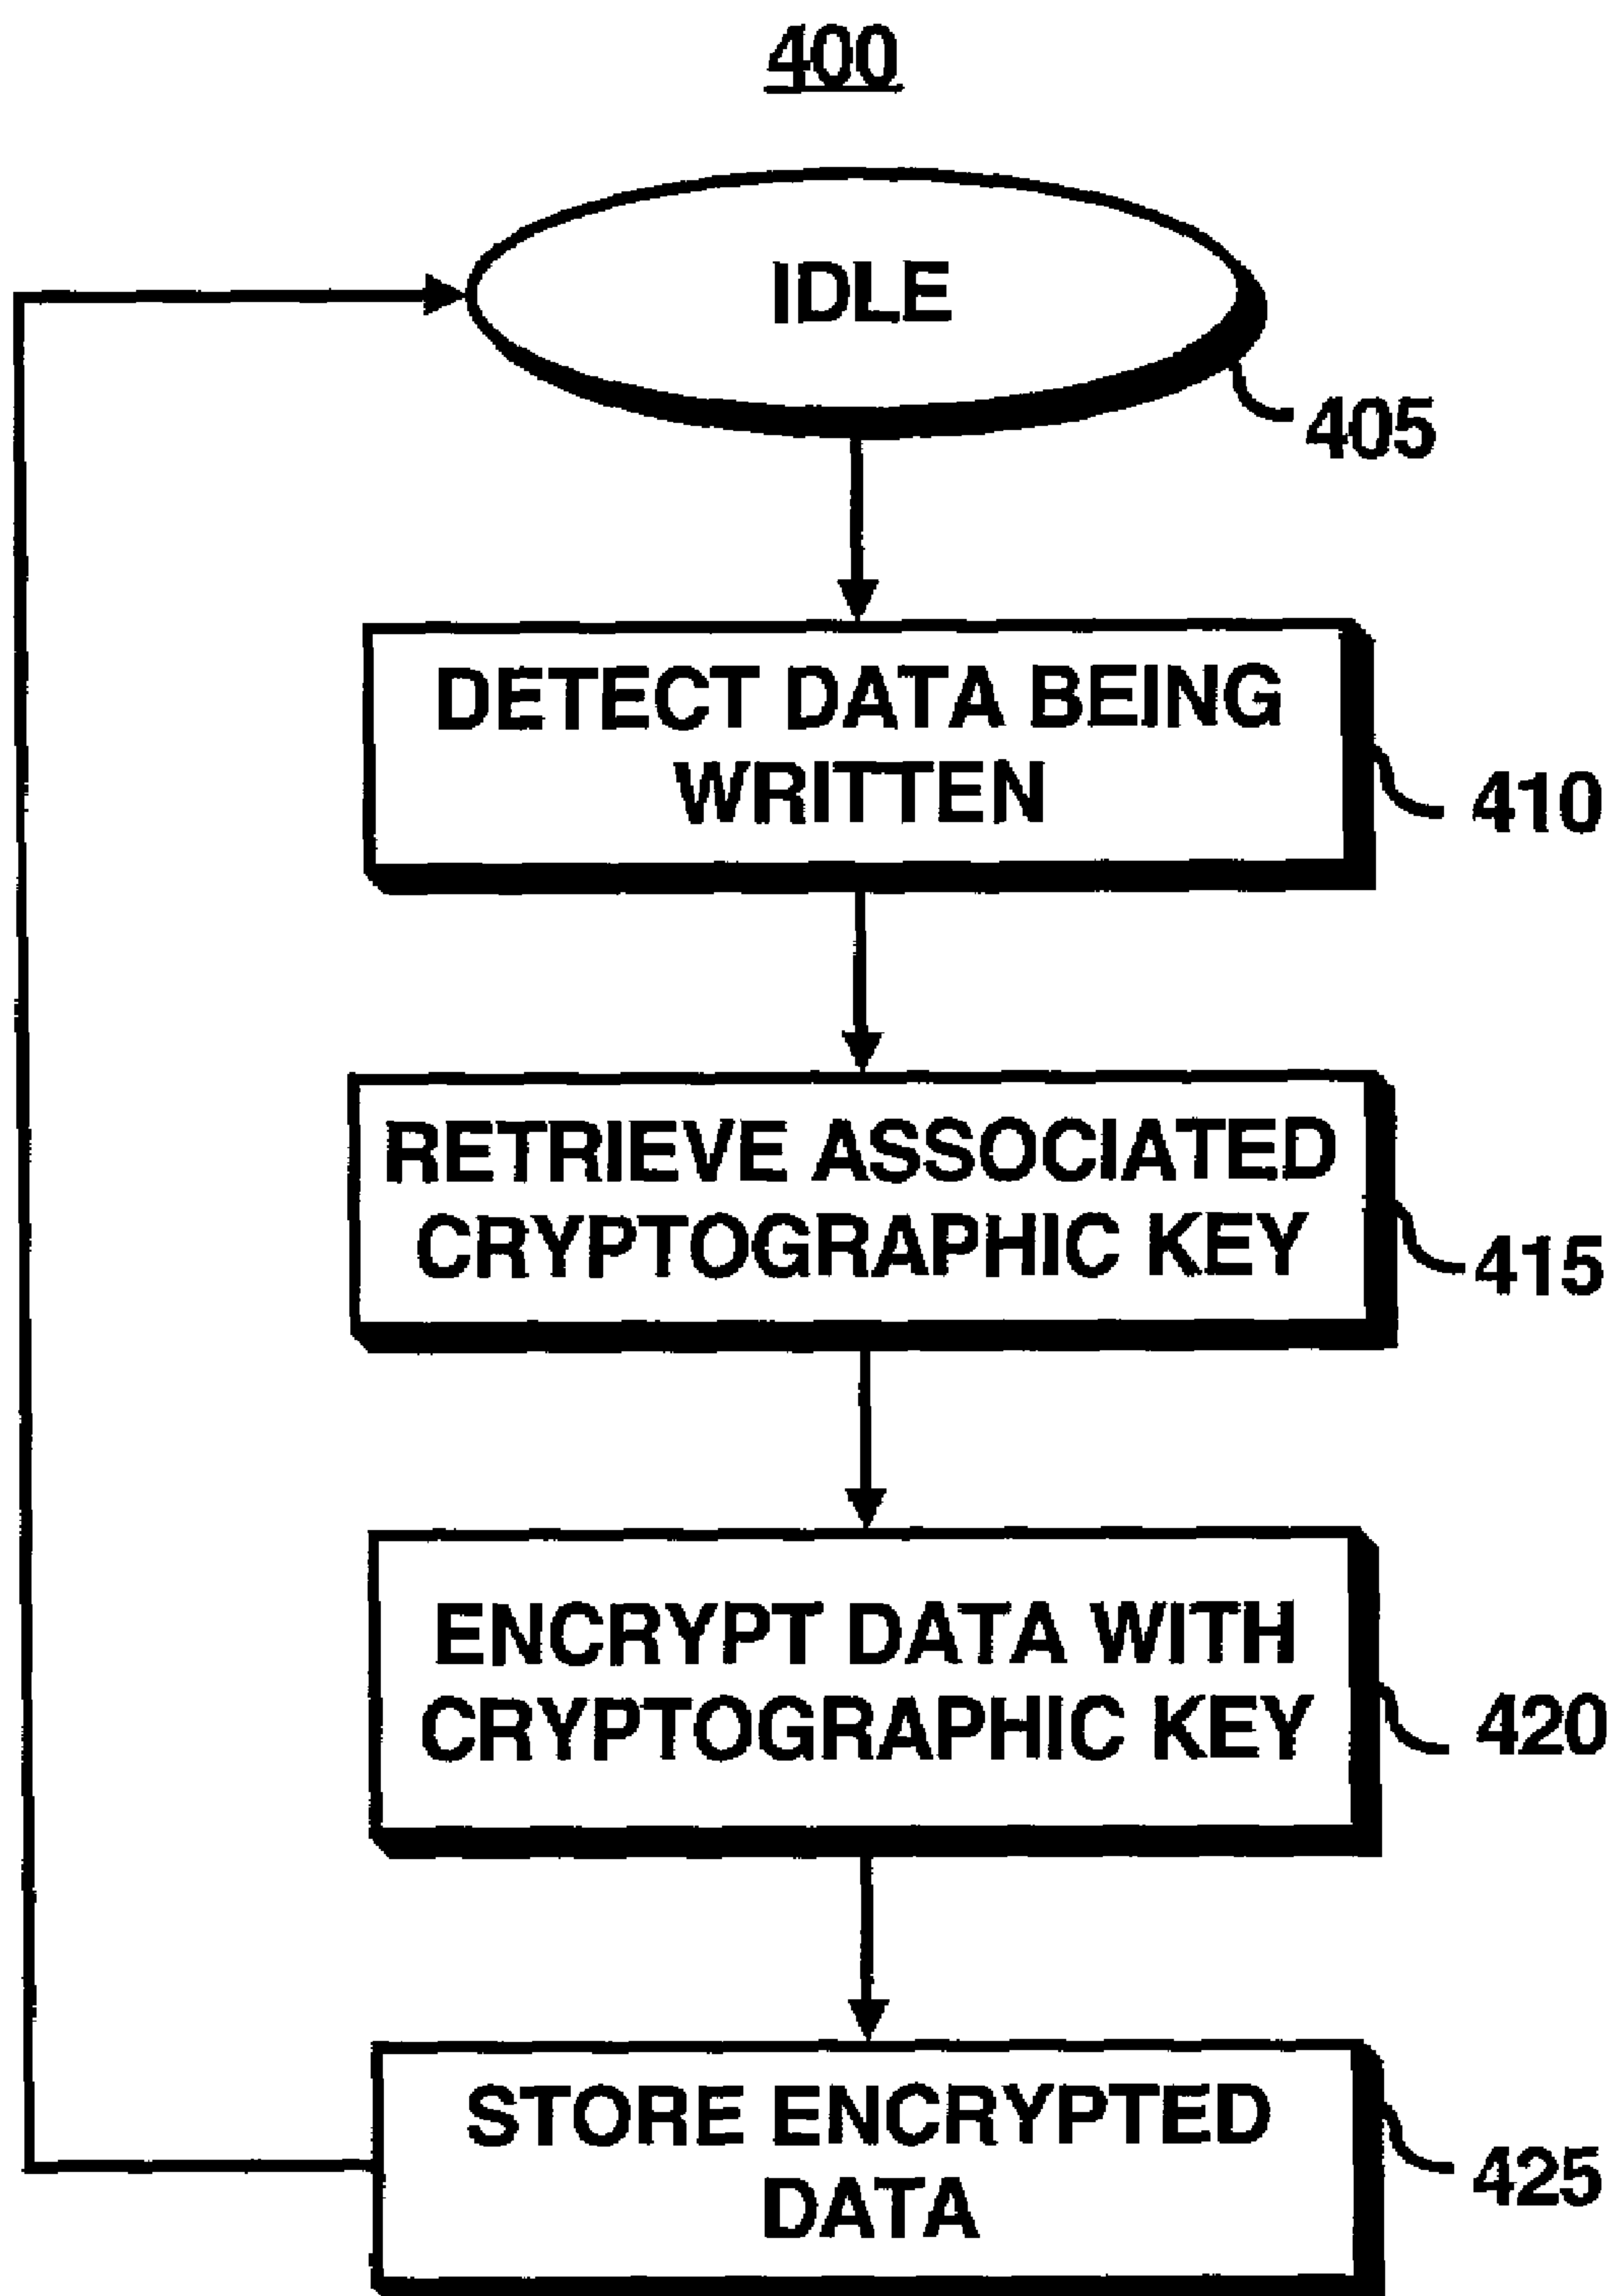 400
IDLE
405
DETECT DATA BEING
WRITTEN
410
RETRIEVE ASSOCIATED
CRYPTOGRAPHIC KEY
415
ENCRYPT DATA WITH
CRYPTOGRAPHIC KEY
420
STORE ENCRYPTED
DATA
425